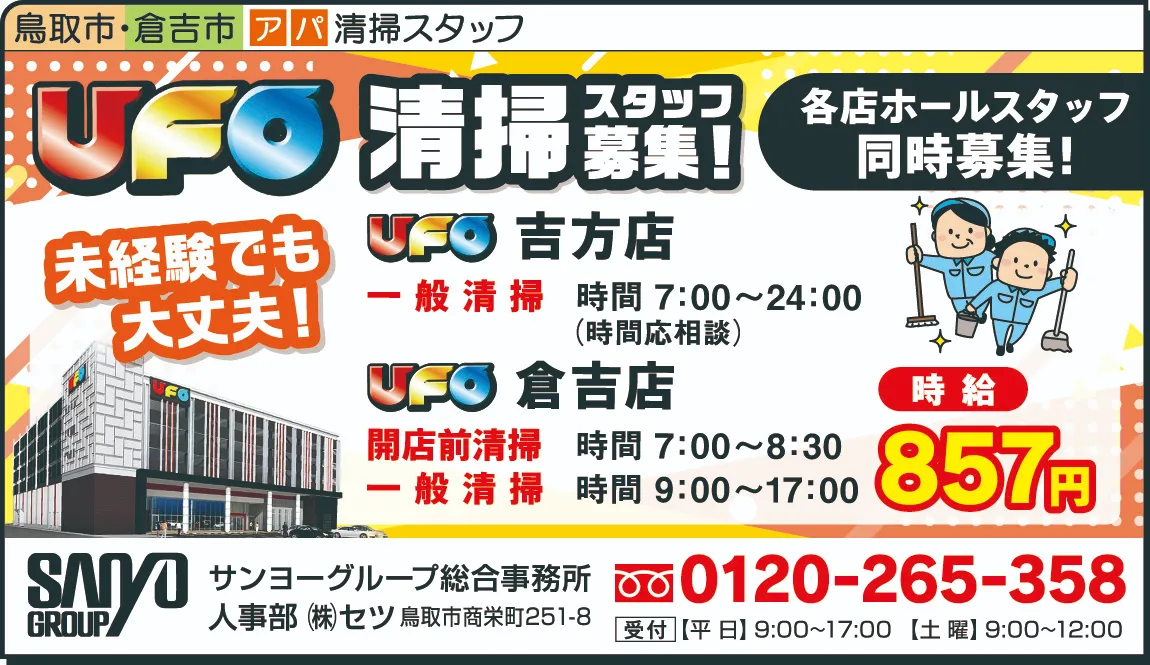 鳥取市・倉吉市 アパ 清掃スタッフ
UFO 清掃スタッフ募集!
各店ホールスタッフ
同時募集!
未経験でも
大丈夫!
UFO 吉方店
一般清掃 時間 7:00〜24:00
(時間応相談)
UFO 倉吉店
開店前清掃 時間 7:00〜8:30
一般清掃 時間 9:00〜17:00
時給
857円
UFO
UFO
SANYO
GROUP
サンヨーグループ総合事務所
人事部 ㈱セツ 鳥取市商栄町251-8
0120-265-358
受付 【平 日】9:00~17:00 【土 曜】9:00~12:00